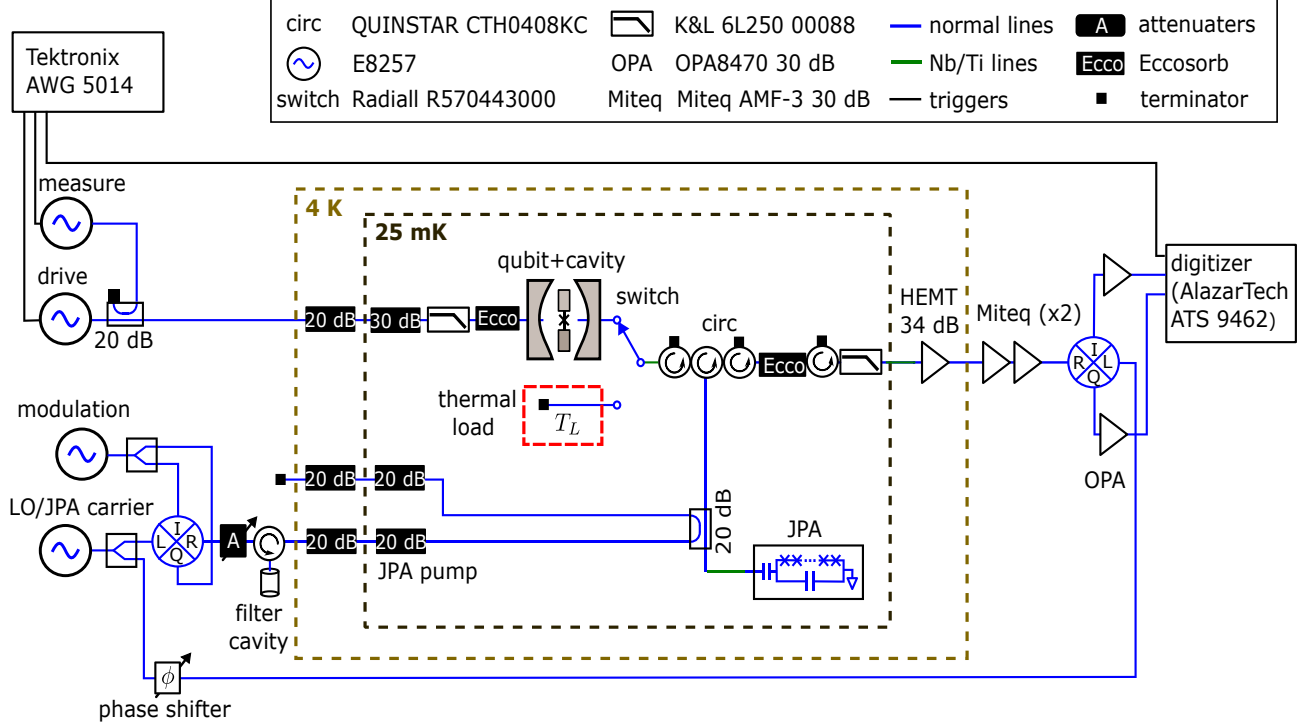 circ QUINSTAR CTH0408KC K&L 6L250 00088 normal lines A attenuaters
E8257 OPA OPA8470 30 dB Nb/Ti lines Ecco Eccosorb
switch Radiall R570443000 Miteq Miteq AMF-3 30 dB triggers terminator
Tektronix
AWG 5014
measure
4 K
25 mK
drive
20 dB
20 dB
30 dB
Ecco
qubit+cavity
switch
circ
Ecco
HEMT
34 dB
Miteq (x2)
I
R L
Q
digitizer
(AlazarTech
ATS 9462)
OPA
thermal
load
T_L
modulation
LO/JPA carrier
I
L R
Q
A
20 dB
20 dB
20 dB
20 dB
JPA pump
20 dB
JPA
filter
cavity
ϕ
phase shifter